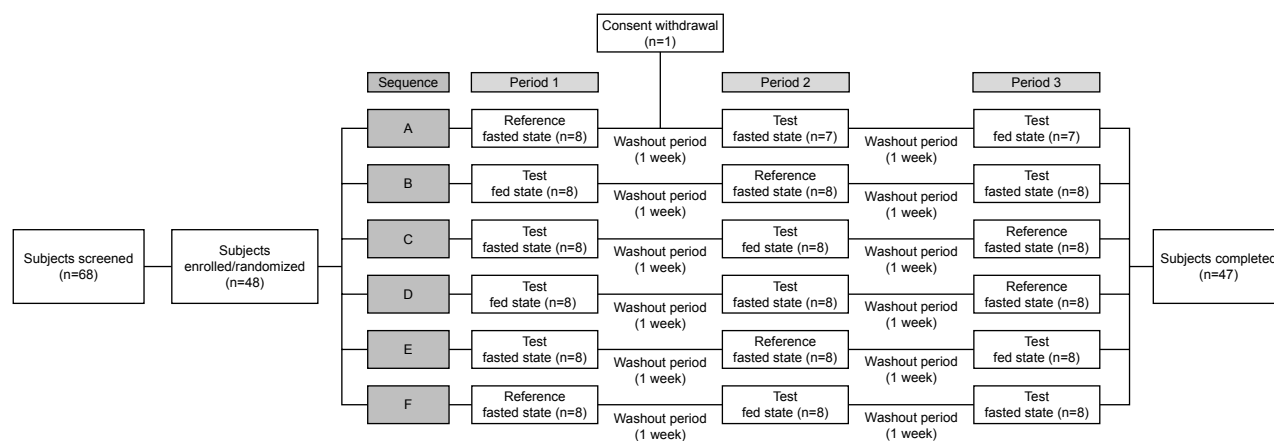 Consent withdrawal
(n=1)
Sequence
Period 1
Period 2
Period 3
A
Reference
fasted state (n=8)
Washout period
(1 week)
Test
fasted state (n=7)
Washout period
(1 week)
Test
fed state (n=7)
B
Test
fed state (n=8)
Washout period
(1 week)
Reference
fasted state (n=8)
Washout period
(1 week)
Test
fasted state (n=8)
Subjects screened
(n=68)
Subjects
enrolled/randomized
(n=48)
C
Test
fasted state (n=8)
Washout period
(1 week)
Test
fed state (n=8)
Washout period
(1 week)
Reference
fasted state (n=8)
Subjects completed
(n=47)
D
Test
fed state (n=8)
Washout period
(1 week)
Test
fasted state (n=8)
Washout period
(1 week)
Reference
fasted state (n=8)
E
Test
fasted state (n=8)
Washout period
(1 week)
Reference
fasted state (n=8)
Washout period
(1 week)
Test
fed state (n=8)
F
Reference
fasted state (n=8)
Washout period
(1 week)
Test
fed state (n=8)
Washout period
(1 week)
Test
fasted state (n=8)